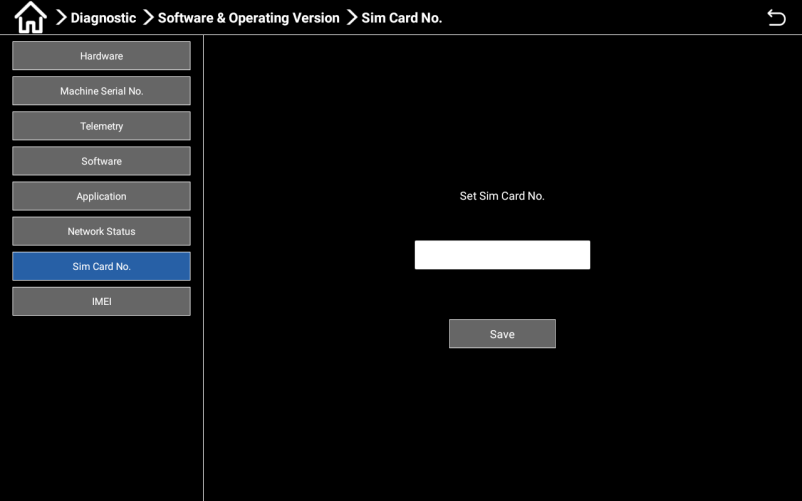 Diagnostic Software & Operating Version Sim Card No.
Hardware
Machine Serial No.
Telemetry
Software
Application
Network Status
Sim Card No.
IMEI
Set Sim Card No.
Save